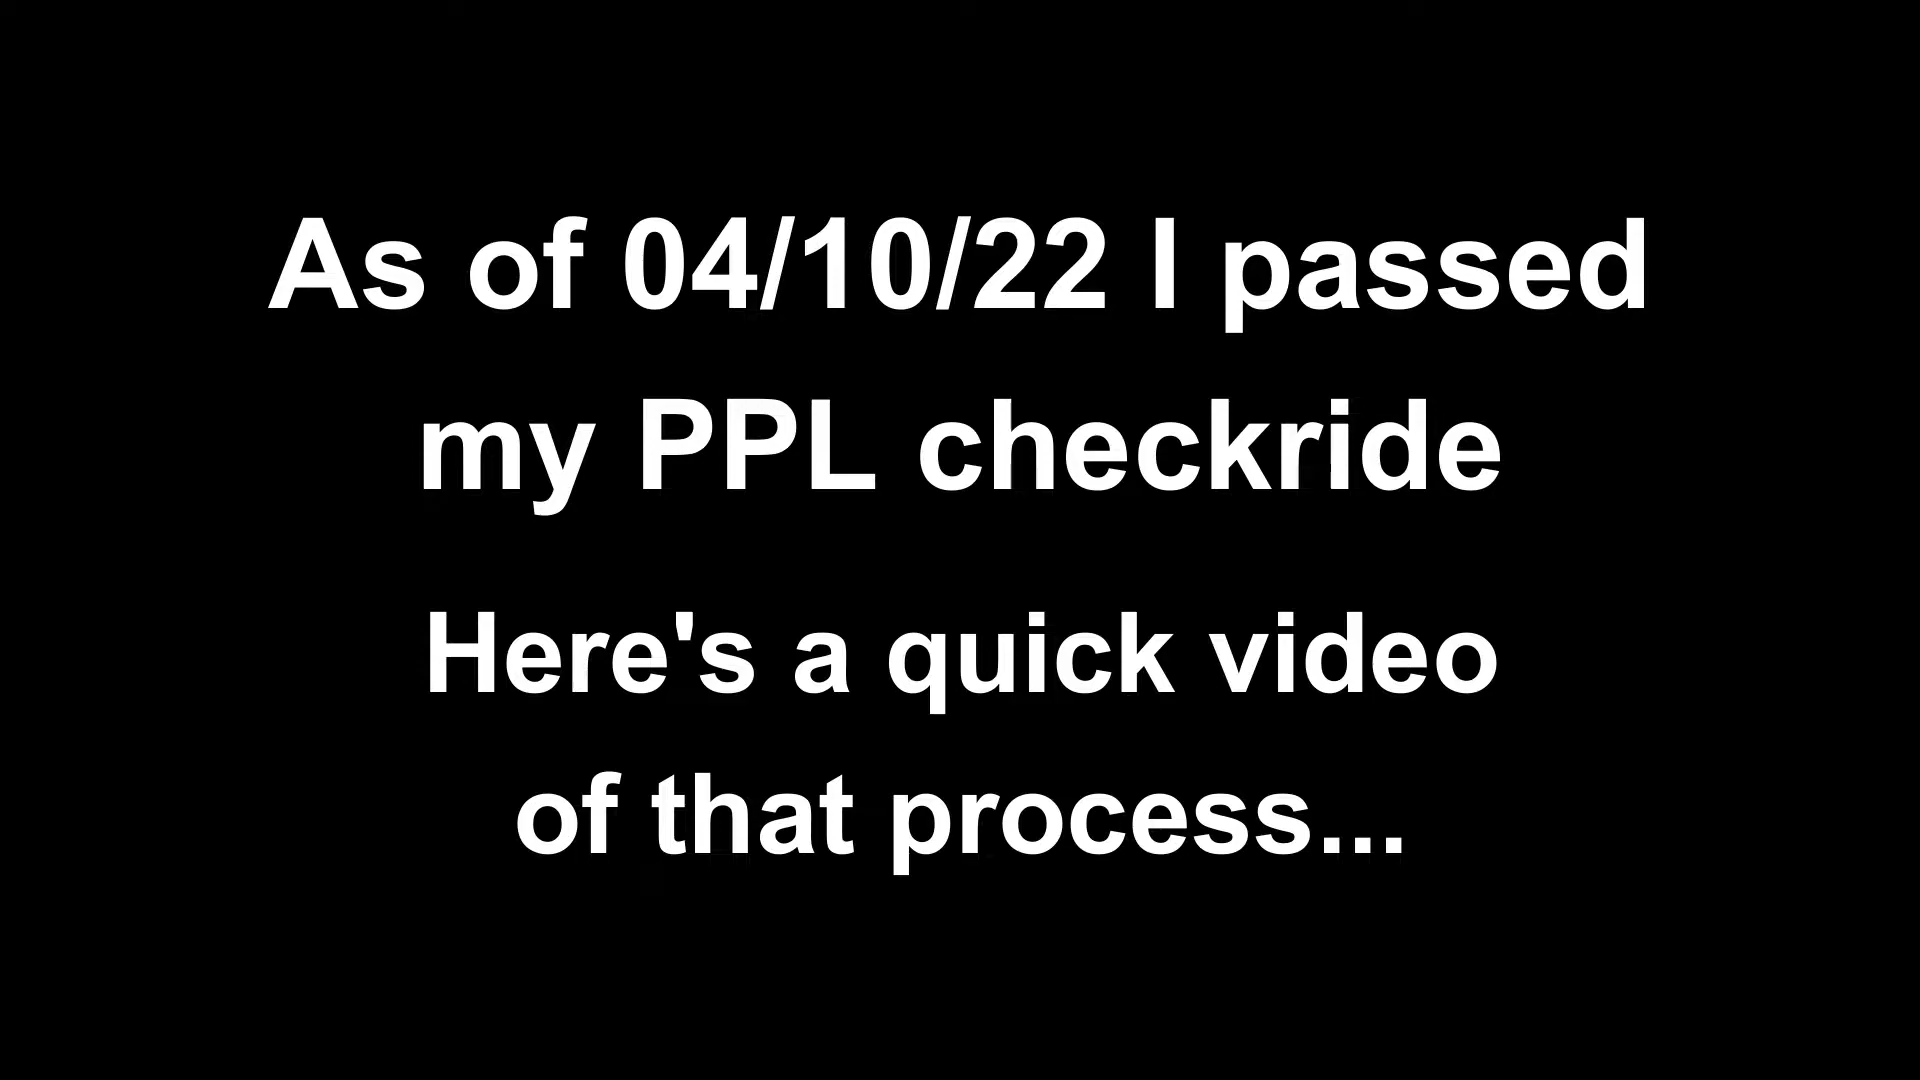 As of 04/10/22 I passed
my PPL checkride
Here's a quick video
of that process...